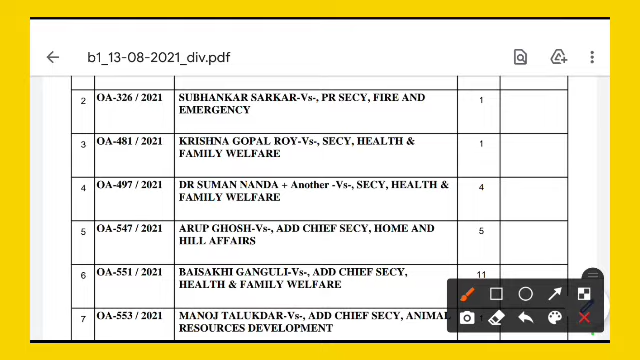 b1_13-08-2021_div.pdf
2 OA-326 / 2021 SUBHANKAR SARKAR-Vs-, PR SECY, FIRE AND 1
EMERGENCY
3 OA-481 / 2021 KRISHNA GOPAL ROY-Vs-, SECY, HEALTH & 1
FAMILY WELFARE
4 OA-497 / 2021 DR SUMAN NANDA + Another -Vs-, SECY, HEALTH & 4
FAMILY WELFARE
5 OA-547 / 2021 ARUP GHOSH-Vs-, ADD CHIEF SECY, HOME AND 5
HILL AFFAIRS
6 OA-551 / 2021 BAISAKHI GANGULI-Vs-, ADD CHIEF SECY, 11
HEALTH & FAMILY WELFARE
7 OA-553 / 2021 MANOJ TALUKDAR-Vs-, ADD CHIEF SECY, ANIMAL
RESOURCES DEVELOPMENT